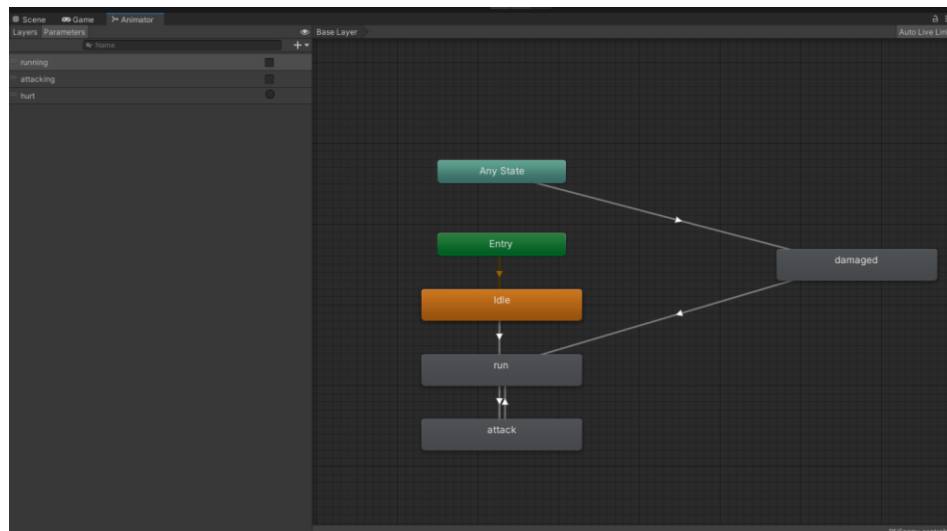 Scene Game Animator
Layers Parameters Base Layer Auto Live Lin
Name
running
attacking
hurt
Any State
Entry
damaged
Idle
run
attack